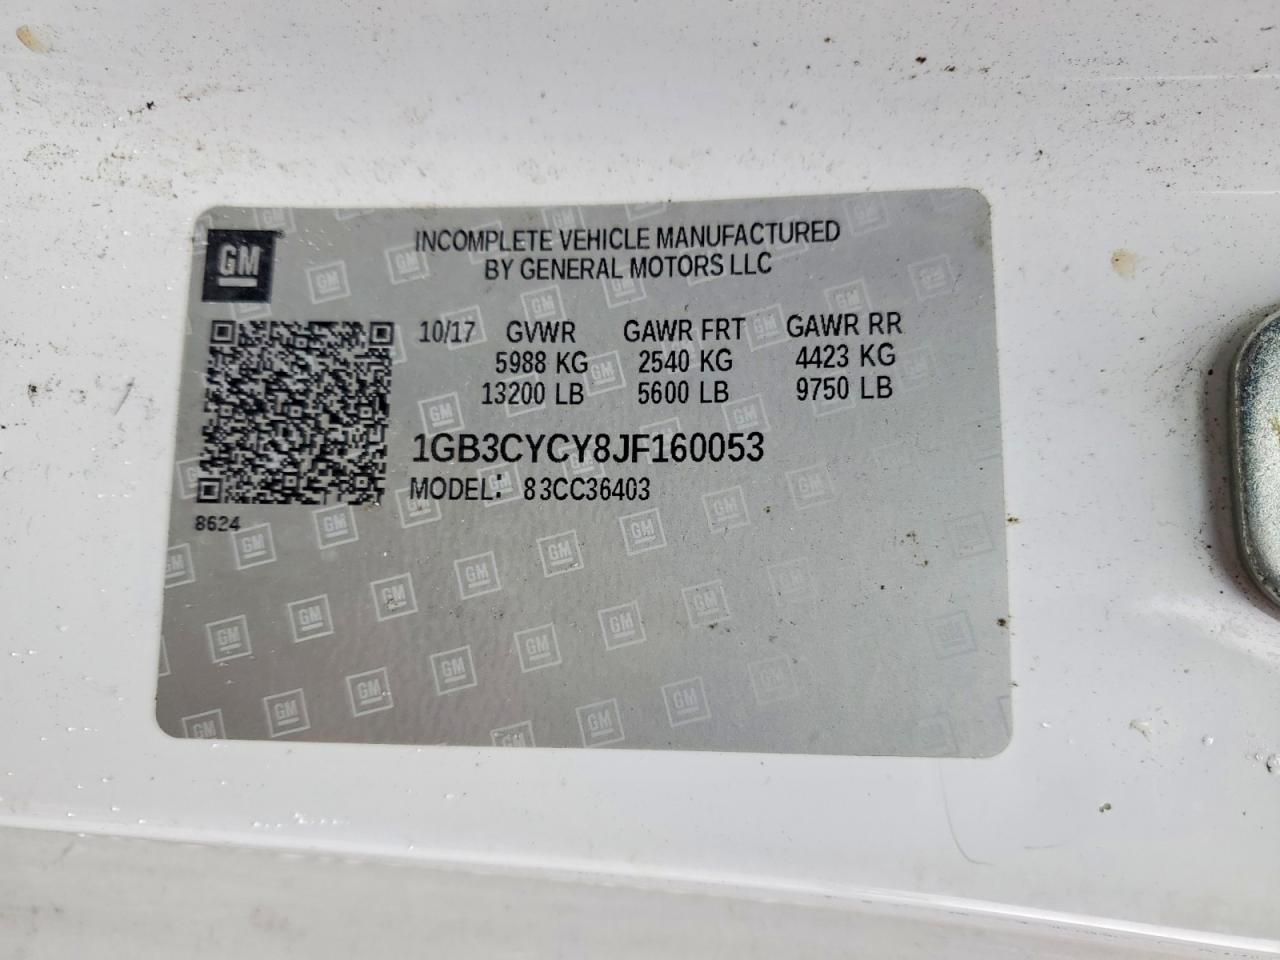 GM
INCOMPLETE VEHICLE MANUFACTURED
BY GENERAL MOTORS LLC
10/17 GVWR GAWR FRT GAWR RR
5988 KG 2540 KG 4423 KG
13200 LB 5600 LB 9750 LB
1GB3CYCY8JF160053
MODEL: 83CC36403
8624